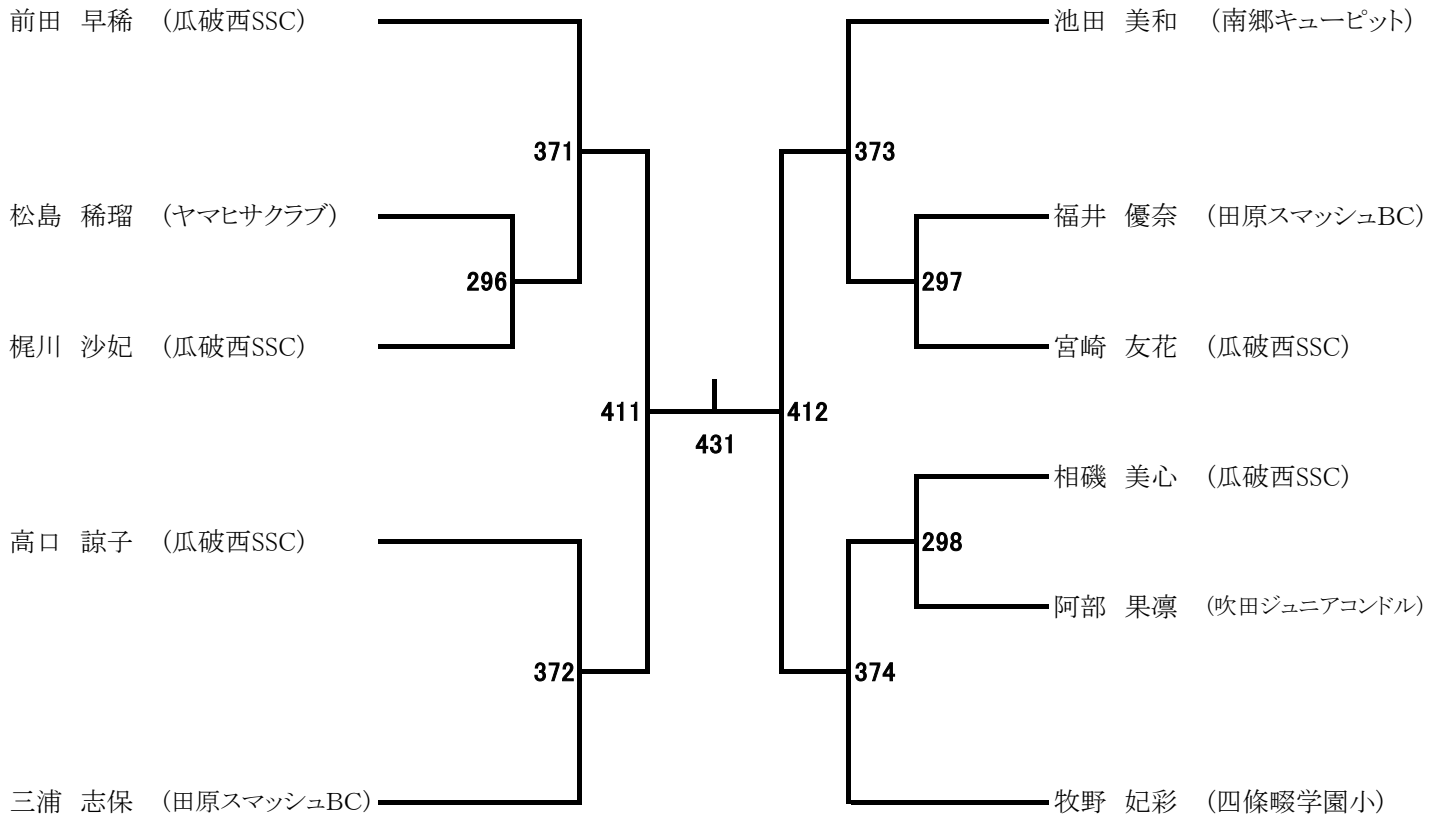 前田　早稀　(瓜破西SSC)
371
松島　稀瑠　(ヤマヒサクラブ)
296
梶川　沙妃　(瓜破西SSC)
411
高口　諒子　(瓜破西SSC)
372
三浦　志保　(田原スマッシュBC)
431
池田　美和　(南郷キューピット)
373
福井　優奈　(田原スマッシュBC)
297
宮崎　友花　(瓜破西SSC)
412
相磯　美心　(瓜破西SSC)
298
阿部　果凛　(吹田ジュニアコンドル)
374
牧野　妃彩　(四條畷学園小)